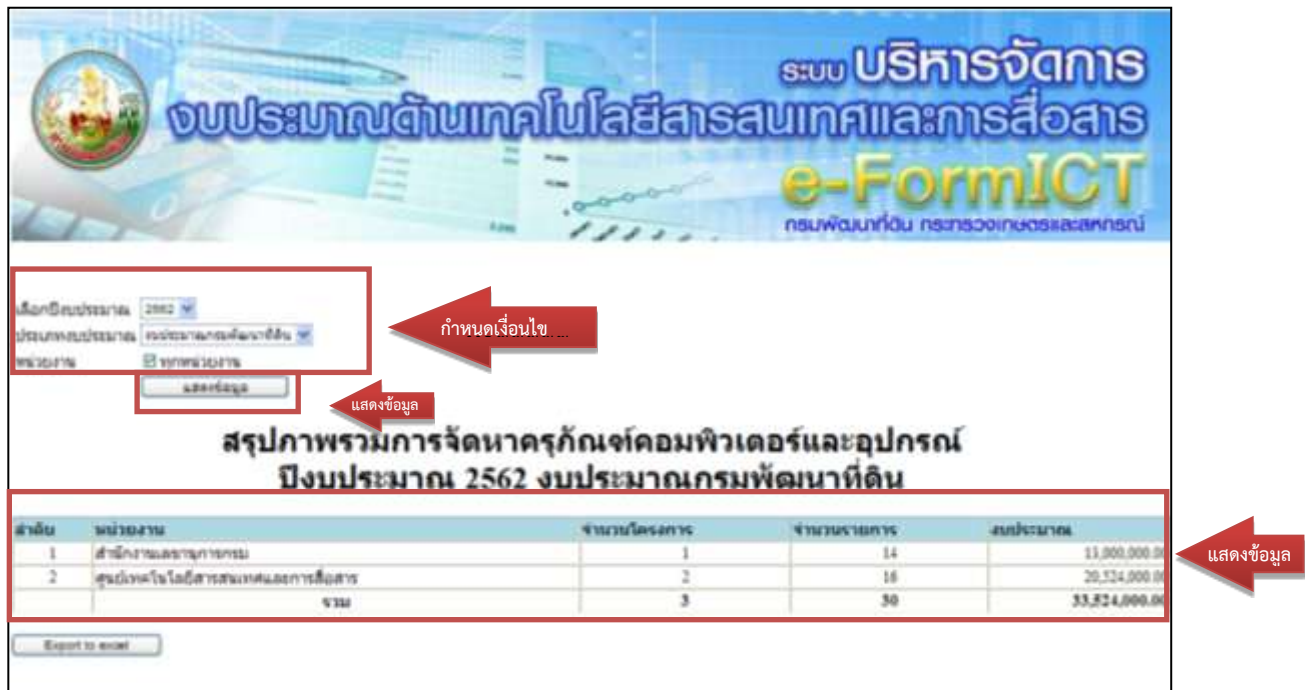 ระบบ บริหารจัดการ
งบประมาณด้านเทคโนโลยีสารสนเทศและการสื่อสาร
e-FormICT
กรมพัฒนาที่ดิน กระทรวงเกษตรและสหกรณ์
เลือกปีงบประมาณ 2562
ประเภทงบประมาณ งบประมาณกรมพัฒนาที่ดิน
กำหนดเงื่อนไข
หน่วยงาน ทุกหน่วยงาน
แสดงข้อมูล
แสดงข้อมูล
สรุปภาพรวมการจัดหาครุภัณฑ์คอมพิวเตอร์และอุปกรณ์
ปีงบประมาณ 2562 งบประมาณกรมพัฒนาที่ดิน
ลำดับ หน่วยงาน จำนวนโครงการ จำนวนรายการ งบประมาณ
1 สำนักงานเลขานุการกรม 1 14 13,000,000.00
2 ศูนย์เทคโนโลยีสารสนเทศและการสื่อสาร 2 16 20,524,000.00
รวม 3 30 33,524,000.00
แสดงข้อมูล
Export to excel